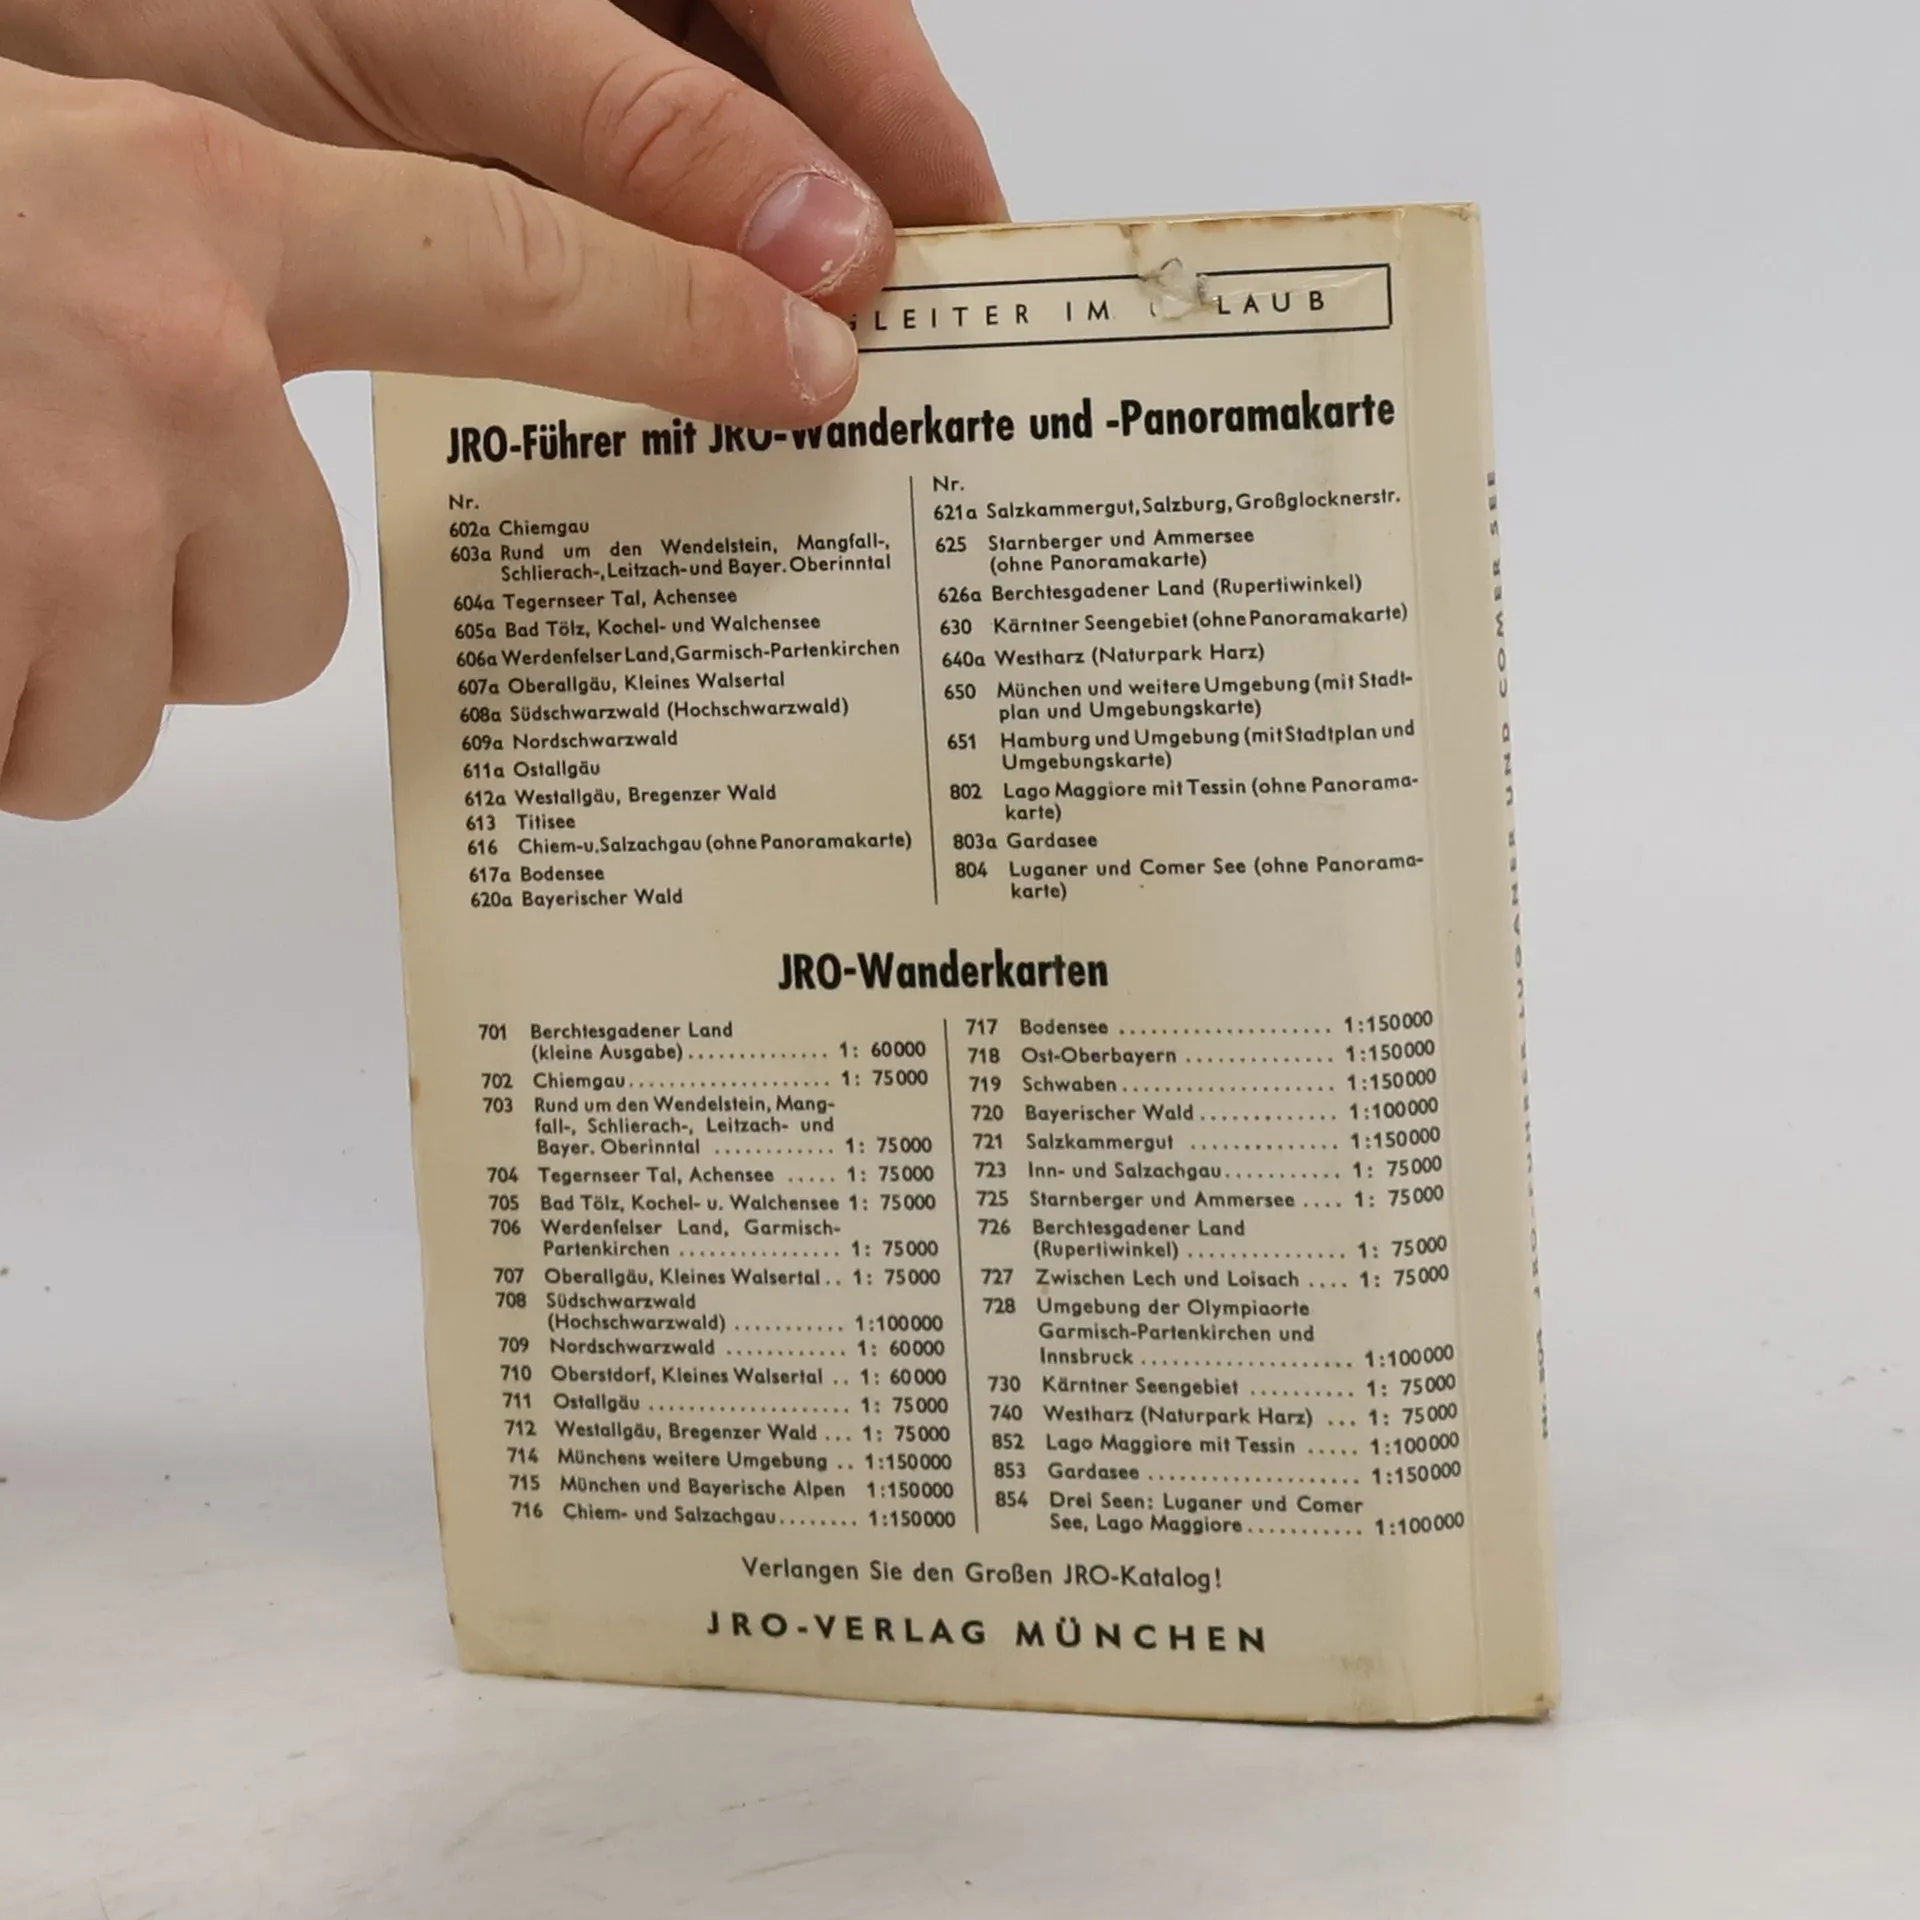 LEITER IM LAUB
JRO-Führer mit JRO-Wanderkarte und -Panoramakarte
Nr.
602a Chiemgau
603a Rund um den Wendelstein, Mangfall-,
Schlierach-, Leitzach- und Bayer. Oberinntal
604a Tegernseer Tal, Achensee
605a Bad Tölz, Kochel- und Walchensee
606a Werdenfelser Land, Garmisch-Partenkirchen
607a Oberallgäu, Kleines Walsertal
608a Südschwarzwald (Hochschwarzwald)
609a Nordschwarzwald
611a Ostallgäu
612a Westallgäu, Bregenzer Wald
613 Titisee
616 Chiem-u.Salzachgau (ohne Panoramakarte)
617a Bodensee
620a Bayerischer Wald
Nr.
621a Salzkammergut, Salzburg, Großglocknerstr.
625 Starnberger und Ammersee
(ohne Panoramakarte)
626a Berchtesgadener Land (Rupertiwinkel)
630 Kärntner Seengebiet (ohne Panoramakarte)
640a Westharz (Naturpark Harz)
650 München und weitere Umgebung (mit Stadt-
plan und Umgebungskarte)
651 Hamburg und Umgebung (mit Stadtplan und
Umgebungskarte)
802 Lago Maggiore mit Tessin (ohne Panorama-
karte)
803a Gardasee
804 Luganer und Comer See (ohne Panorama-
karte)
JRO-Wanderkarten
701 Berchtesgadener Land
(kleine Ausgabe).............. 1: 60000
702 Chiemgau.................... 1: 75000
703 Rund um den Wendelstein, Mang-
fall-, Schlierach-, Leitzach- und
Bayer. Oberinntal ............ 1: 75000
704 Tegernseer Tal, Achensee ..... 1: 75000
705 Bad Tölz, Kochel- u. Walchensee 1: 75000
706 Werdenfelser Land, Garmisch-
Partenkirchen ................ 1: 75000
707 Oberallgäu, Kleines Walsertal .. 1: 75000
708 Südschwarzwald
(Hochschwarzwald) ........... 1:100000
709 Nordschwarzwald ............ 1: 60000
710 Oberstdorf, Kleines Walsertal .. 1: 60000
711 Ostallgäu .................... 1: 75000
712 Westallgäu, Bregenzer Wald ... 1: 75000
714 Münchens weitere Umgebung .. 1:150000
715 München und Bayerische Alpen 1:150000
716 Chiem- und Salzachgau........ 1:150000
717 Bodensee ..................... 1:150000
718 Ost-Oberbayern ............... 1:150000
719 Schwaben..................... 1:150000
720 Bayerischer Wald.............. 1:100000
721 Salzkammergut ............... 1:150000
723 Inn- und Salzachgau............ 1: 75000
725 Starnberger und Ammersee .... 1: 75000
726 Berchtesgadener Land
(Rupertiwinkel) ................ 1: 75000
727 Zwischen Lech und Loisach .... 1: 75000
728 Umgebung der Olympiaorte
Garmisch-Partenkirchen und
Innsbruck ..................... 1:100000
730 Kärntner Seengebiet .......... 1: 75000
740 Westharz (Naturpark Harz) ... 1: 75000
852 Lago Maggiore mit Tessin ..... 1:100000
853 Gardasee ..................... 1:150000
854 Drei Seen: Luganer und Comer
See, Lago Maggiore............ 1:100000
Verlangen Sie den Großen JRO-Katalog!
JRO-VERLAG MÜNCHEN
LUGANER UND COMER SEE